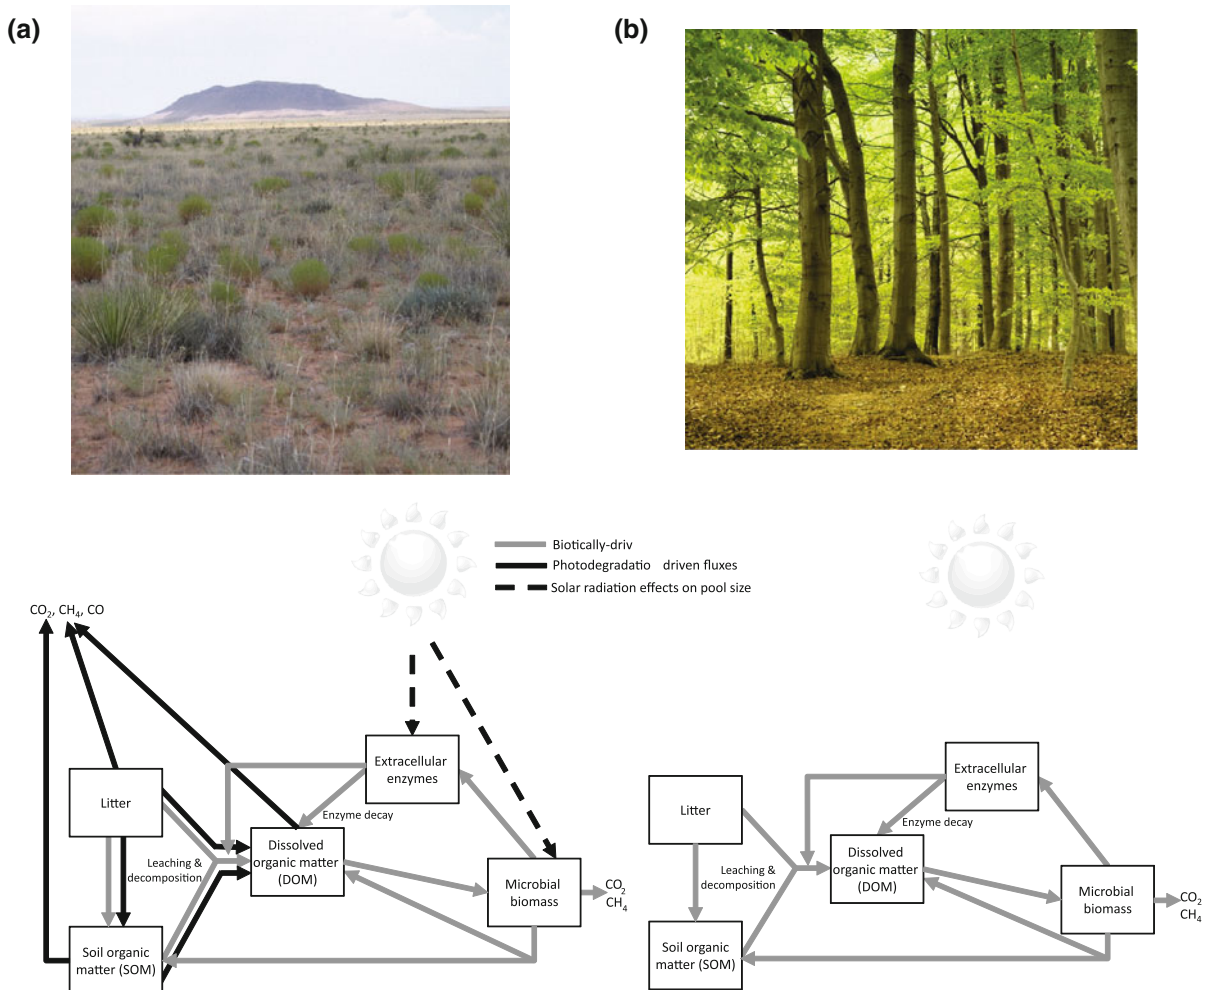 (a)
(b)
Biotically-driv
Photodegradatio driven fluxes
Solar radiation effects on pool size
CO₂, CH₄, CO
Extracellular
enzymes
Litter
Enzyme decay
Leaching &
decomposition
Dissolved
organic matter
(DOM)
Microbial
biomass
CO₂
CH₄
Soil organic
matter (SOM)
Extracellular
enzymes
Litter
Enzyme decay
Leaching &
decomposition
Dissolved
organic matter
(DOM)
Microbial
biomass
CO₂
CH₄
Soil organic
matter (SOM)